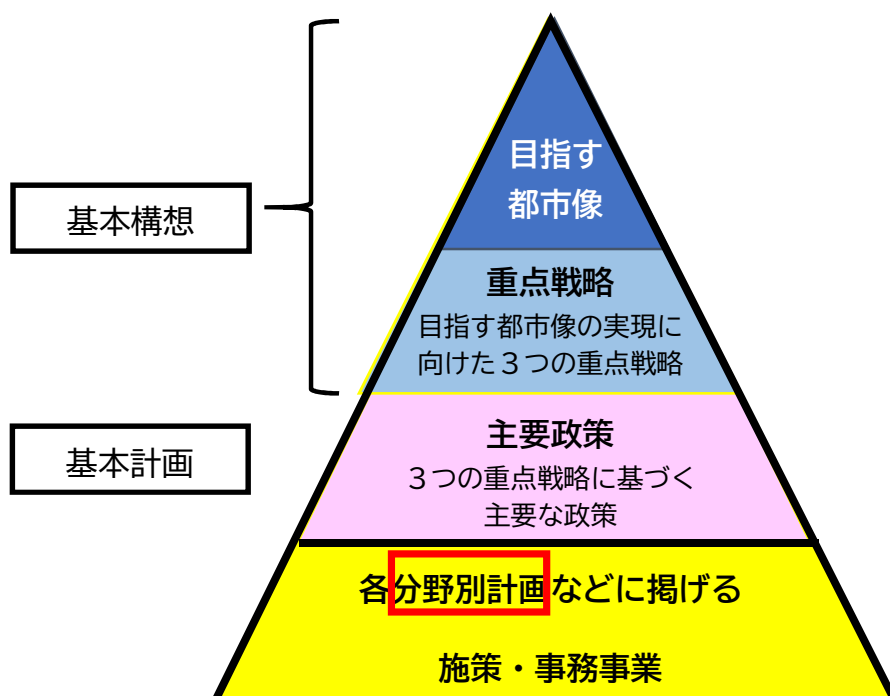 目指す
都市像
基本構想
重点戦略
目指す都市像の実現に
向けた３つの重点戦略
主要政策
基本計画
３つの重点戦略に基づく
主要な政策
各分野別計画などに掲げる
施策・事務事業